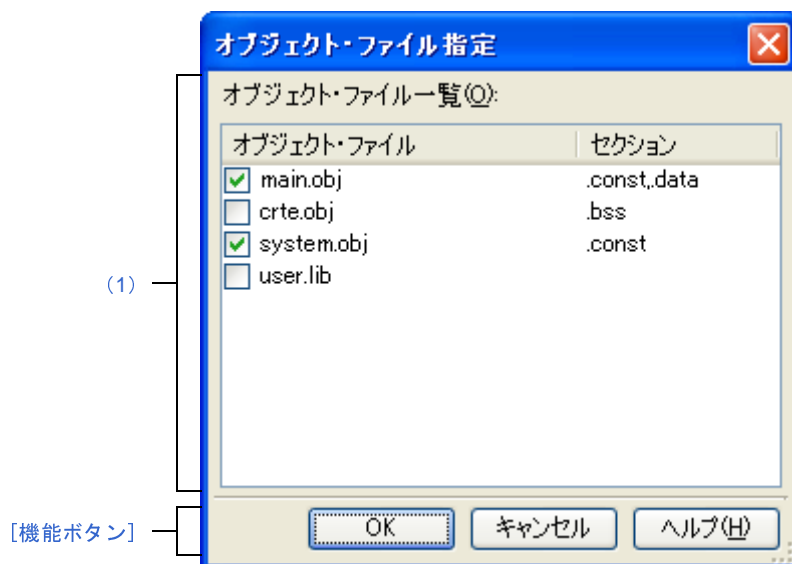 オブジェクト・ファイル指定
オブジェクト・ファイル一覧(O):
オブジェクト・ファイル セクション
main.obj .const,.data
crte.obj .bss
system.obj .const
user.lib
(1)
[機能ボタン]
OK キャンセル ヘルプ(H)